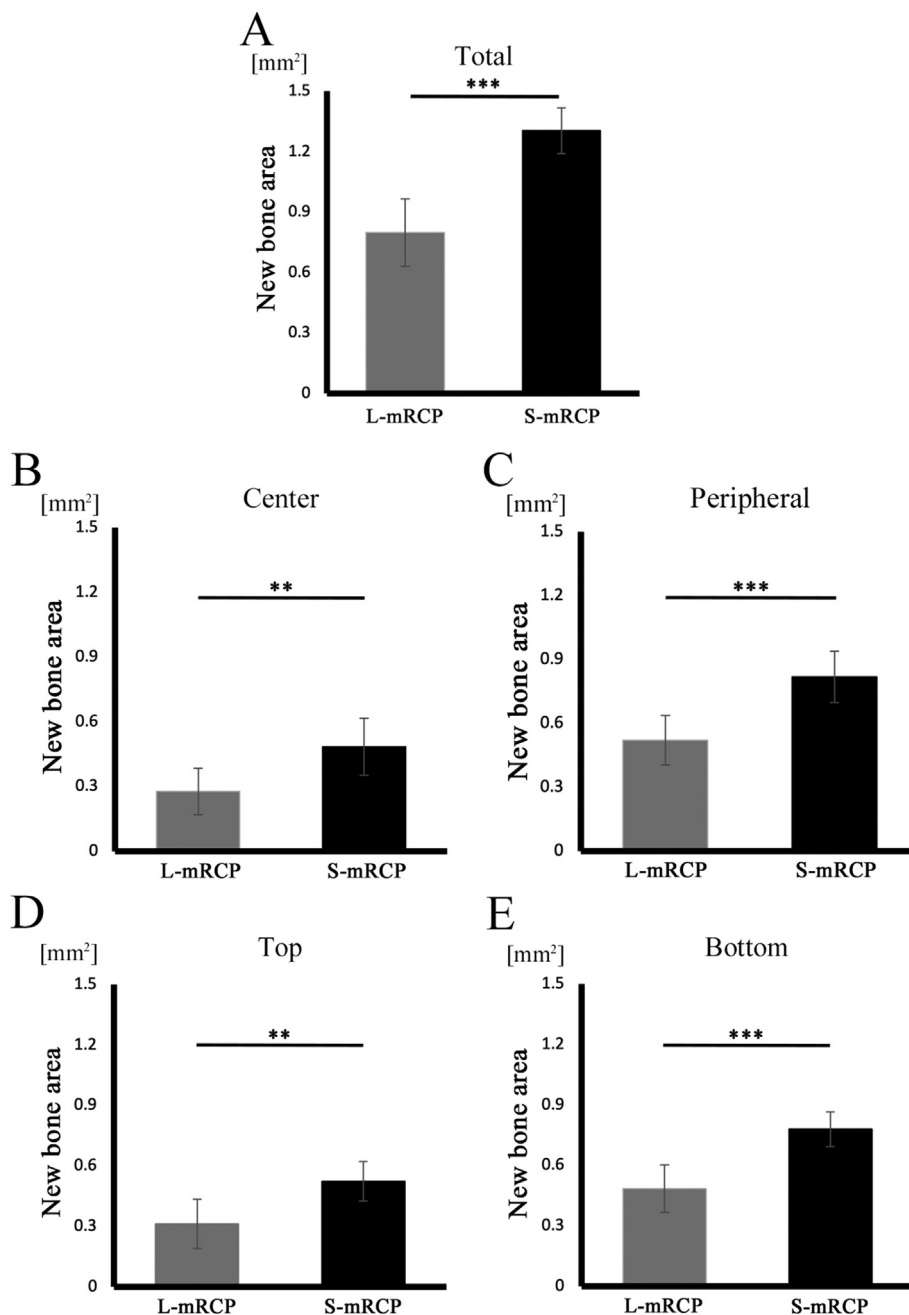 A
[mm²]
Total
***
New bone area
1.5
1.2
0.9
0.6
0.3
0
L-mRCP
S-mRCP
B
[mm²]
Center
**
New bone area
1.5
1.2
0.9
0.6
0.3
0
L-mRCP
S-mRCP
C
[mm²]
Peripheral
***
New bone area
1.5
1.2
0.9
0.6
0.3
0
L-mRCP
S-mRCP
D
[mm²]
Top
**
New bone area
1.5
1.2
0.9
0.6
0.3
0
L-mRCP
S-mRCP
E
[mm²]
Bottom
***
New bone area
1.5
1.2
0.9
0.6
0.3
0
L-mRCP
S-mRCP